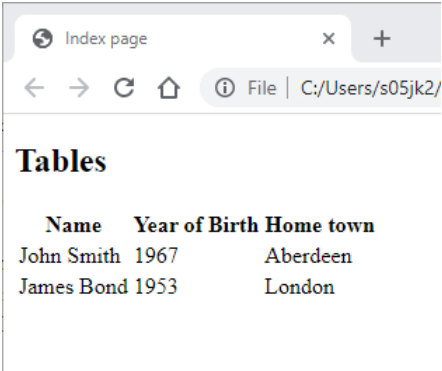 Index page
File C:/Users/s05jk2/
Tables
Name Year of Birth Home town
John Smith 1967 Aberdeen
James Bond 1953 London